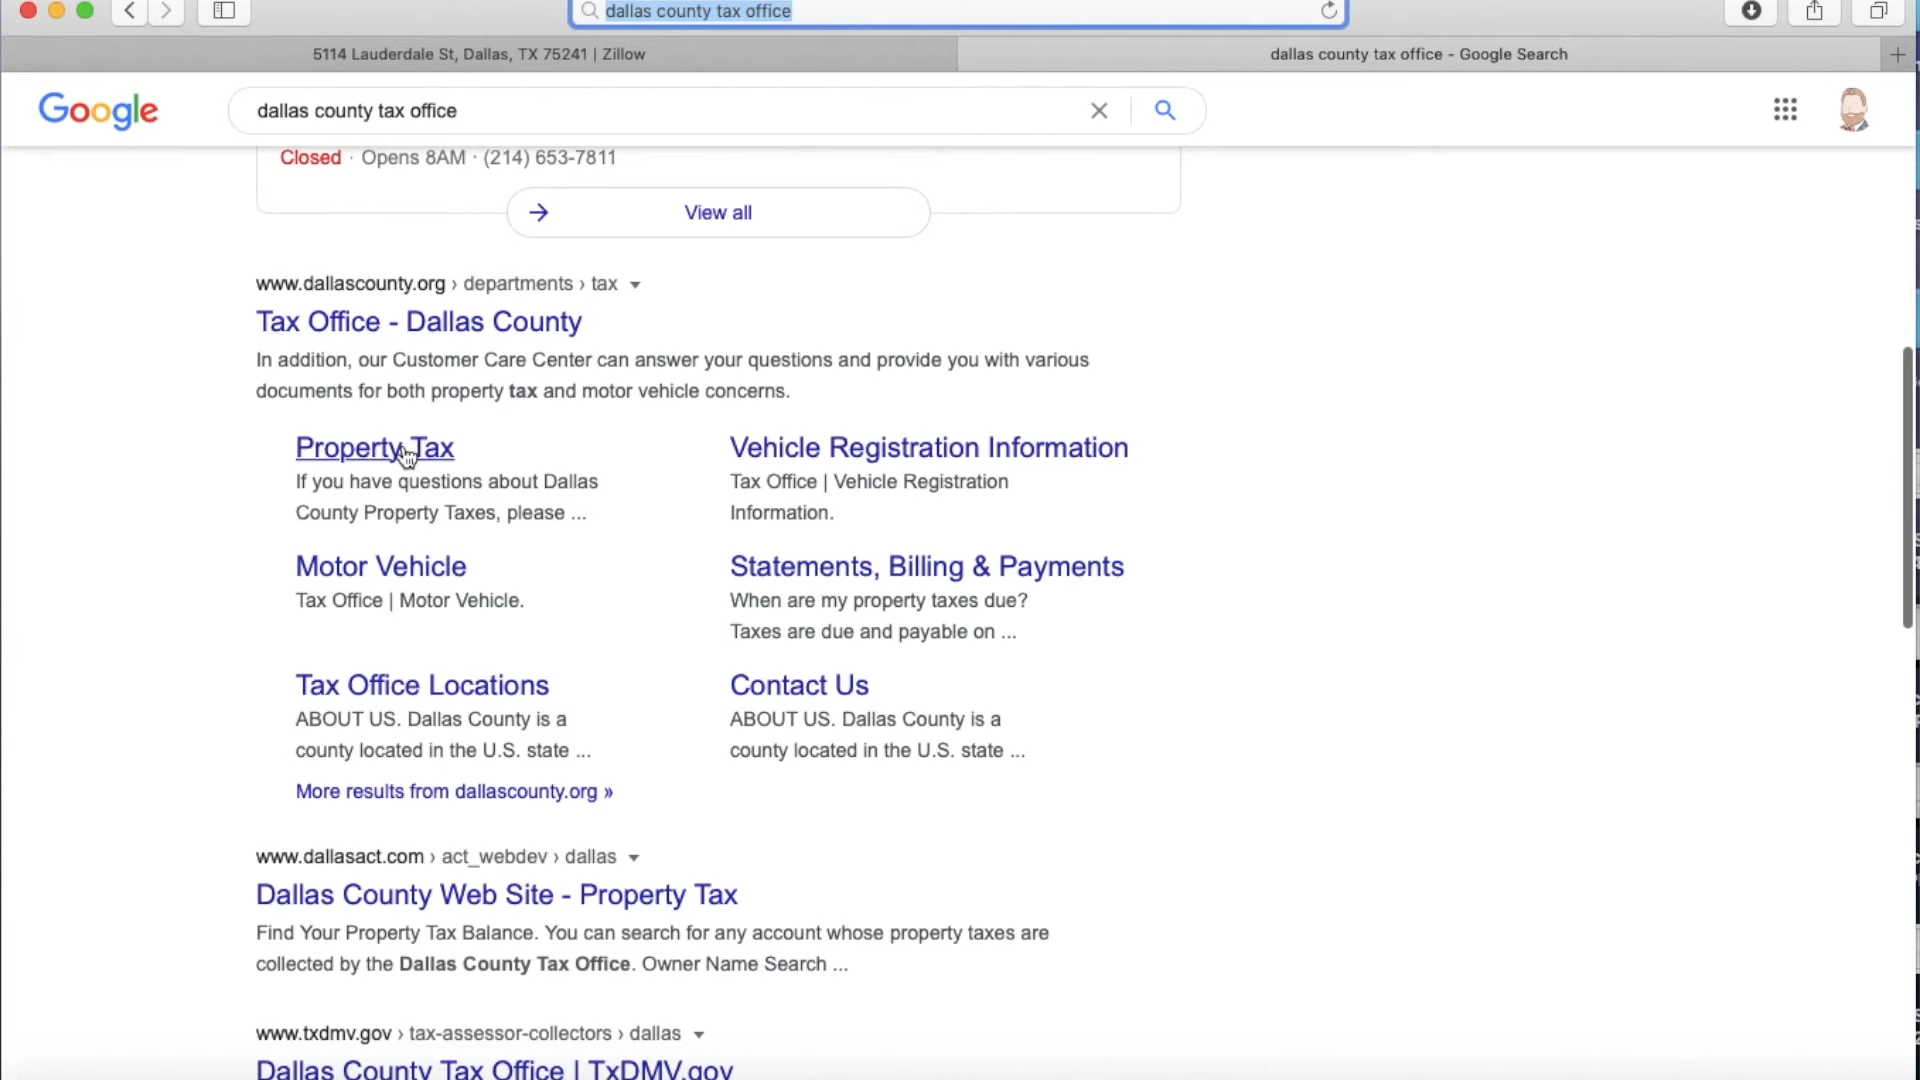 dallas county tax office
5114 Lauderdale St, Dallas, TX 75241 | Zillow
dallas county tax office - Google Search
Google
dallas county tax office
Closed · Opens 8AM · (214) 653-7811
View all
www.dallascounty.org › departments › tax
Tax Office - Dallas County
In addition, our Customer Care Center can answer your questions and provide you with various
documents for both property tax and motor vehicle concerns.
Property Tax
If you have questions about Dallas
County Property Taxes, please ...
Vehicle Registration Information
Tax Office | Vehicle Registration
Information.
Motor Vehicle
Tax Office | Motor Vehicle.
Statements, Billing & Payments
When are my property taxes due?
Taxes are due and payable on ...
Tax Office Locations
ABOUT US. Dallas County is a
county located in the U.S. state ...
Contact Us
ABOUT US. Dallas County is a
county located in the U.S. state ...
More results from dallascounty.org »
www.dallasact.com › act_webdev › dallas
Dallas County Web Site - Property Tax
Find Your Property Tax Balance. You can search for any account whose property taxes are
collected by the Dallas County Tax Office. Owner Name Search ...
www.txdmv.gov › tax-assessor-collectors › dallas
Dallas County Tax Office | TxDMV.gov